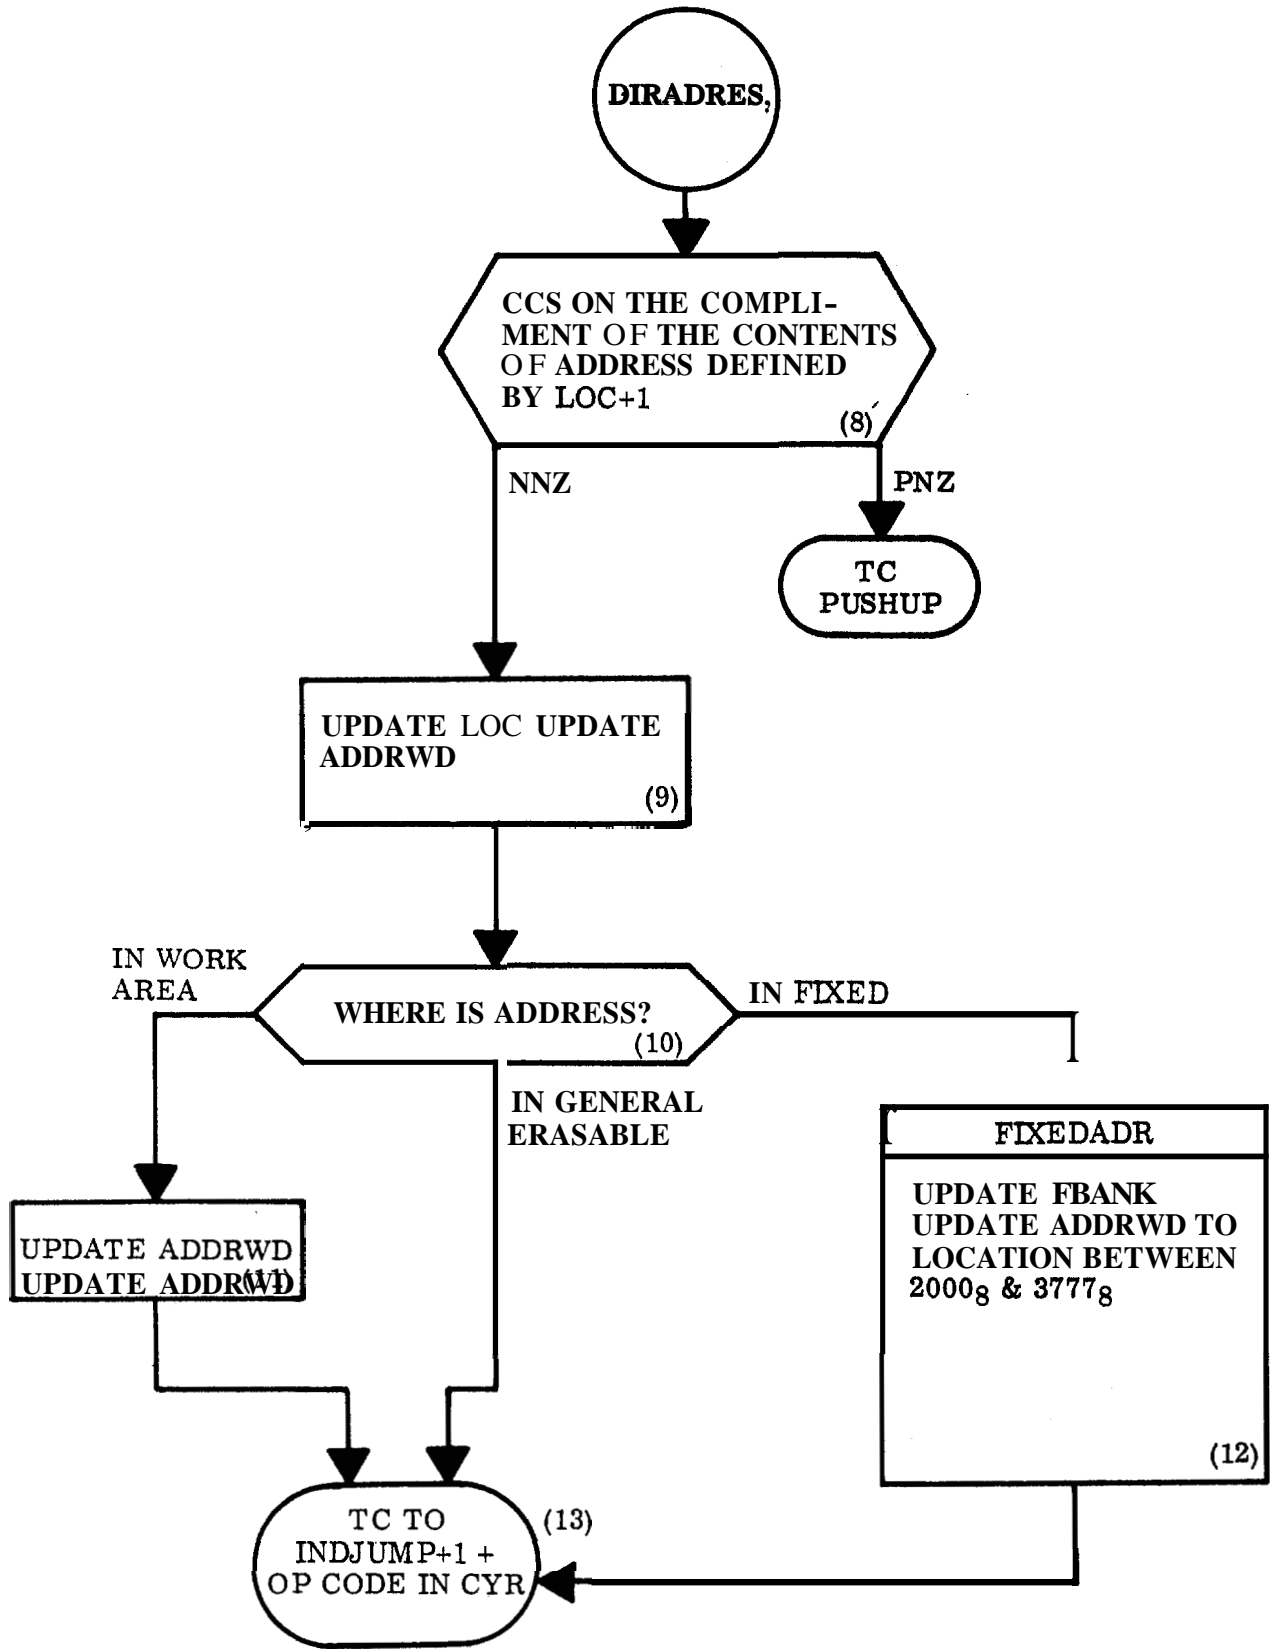 DIRADRES,
CCS ON THE COMPLI-
MENT OF THE CONTENTS
OF ADDRESS DEFINED
BY LOC+1
(8)
NNZ
PNZ
TC
PUSHUP
UPDATE LOC UPDATE
ADDRWD
(9)
IN WORK
AREA
WHERE IS ADDRESS?
(10)
IN FIXED
IN GENERAL
ERASABLE
FIXEDADR
UPDATE FBANK
UPDATE ADDRWD TO
LOCATION BETWEEN
2000₈ & 3777₈
(12)
UPDATE ADDRWD
UPDATE ADDRWD
(11)
TC TO
INDJUMP+1 +
OP CODE IN CYR
(13)